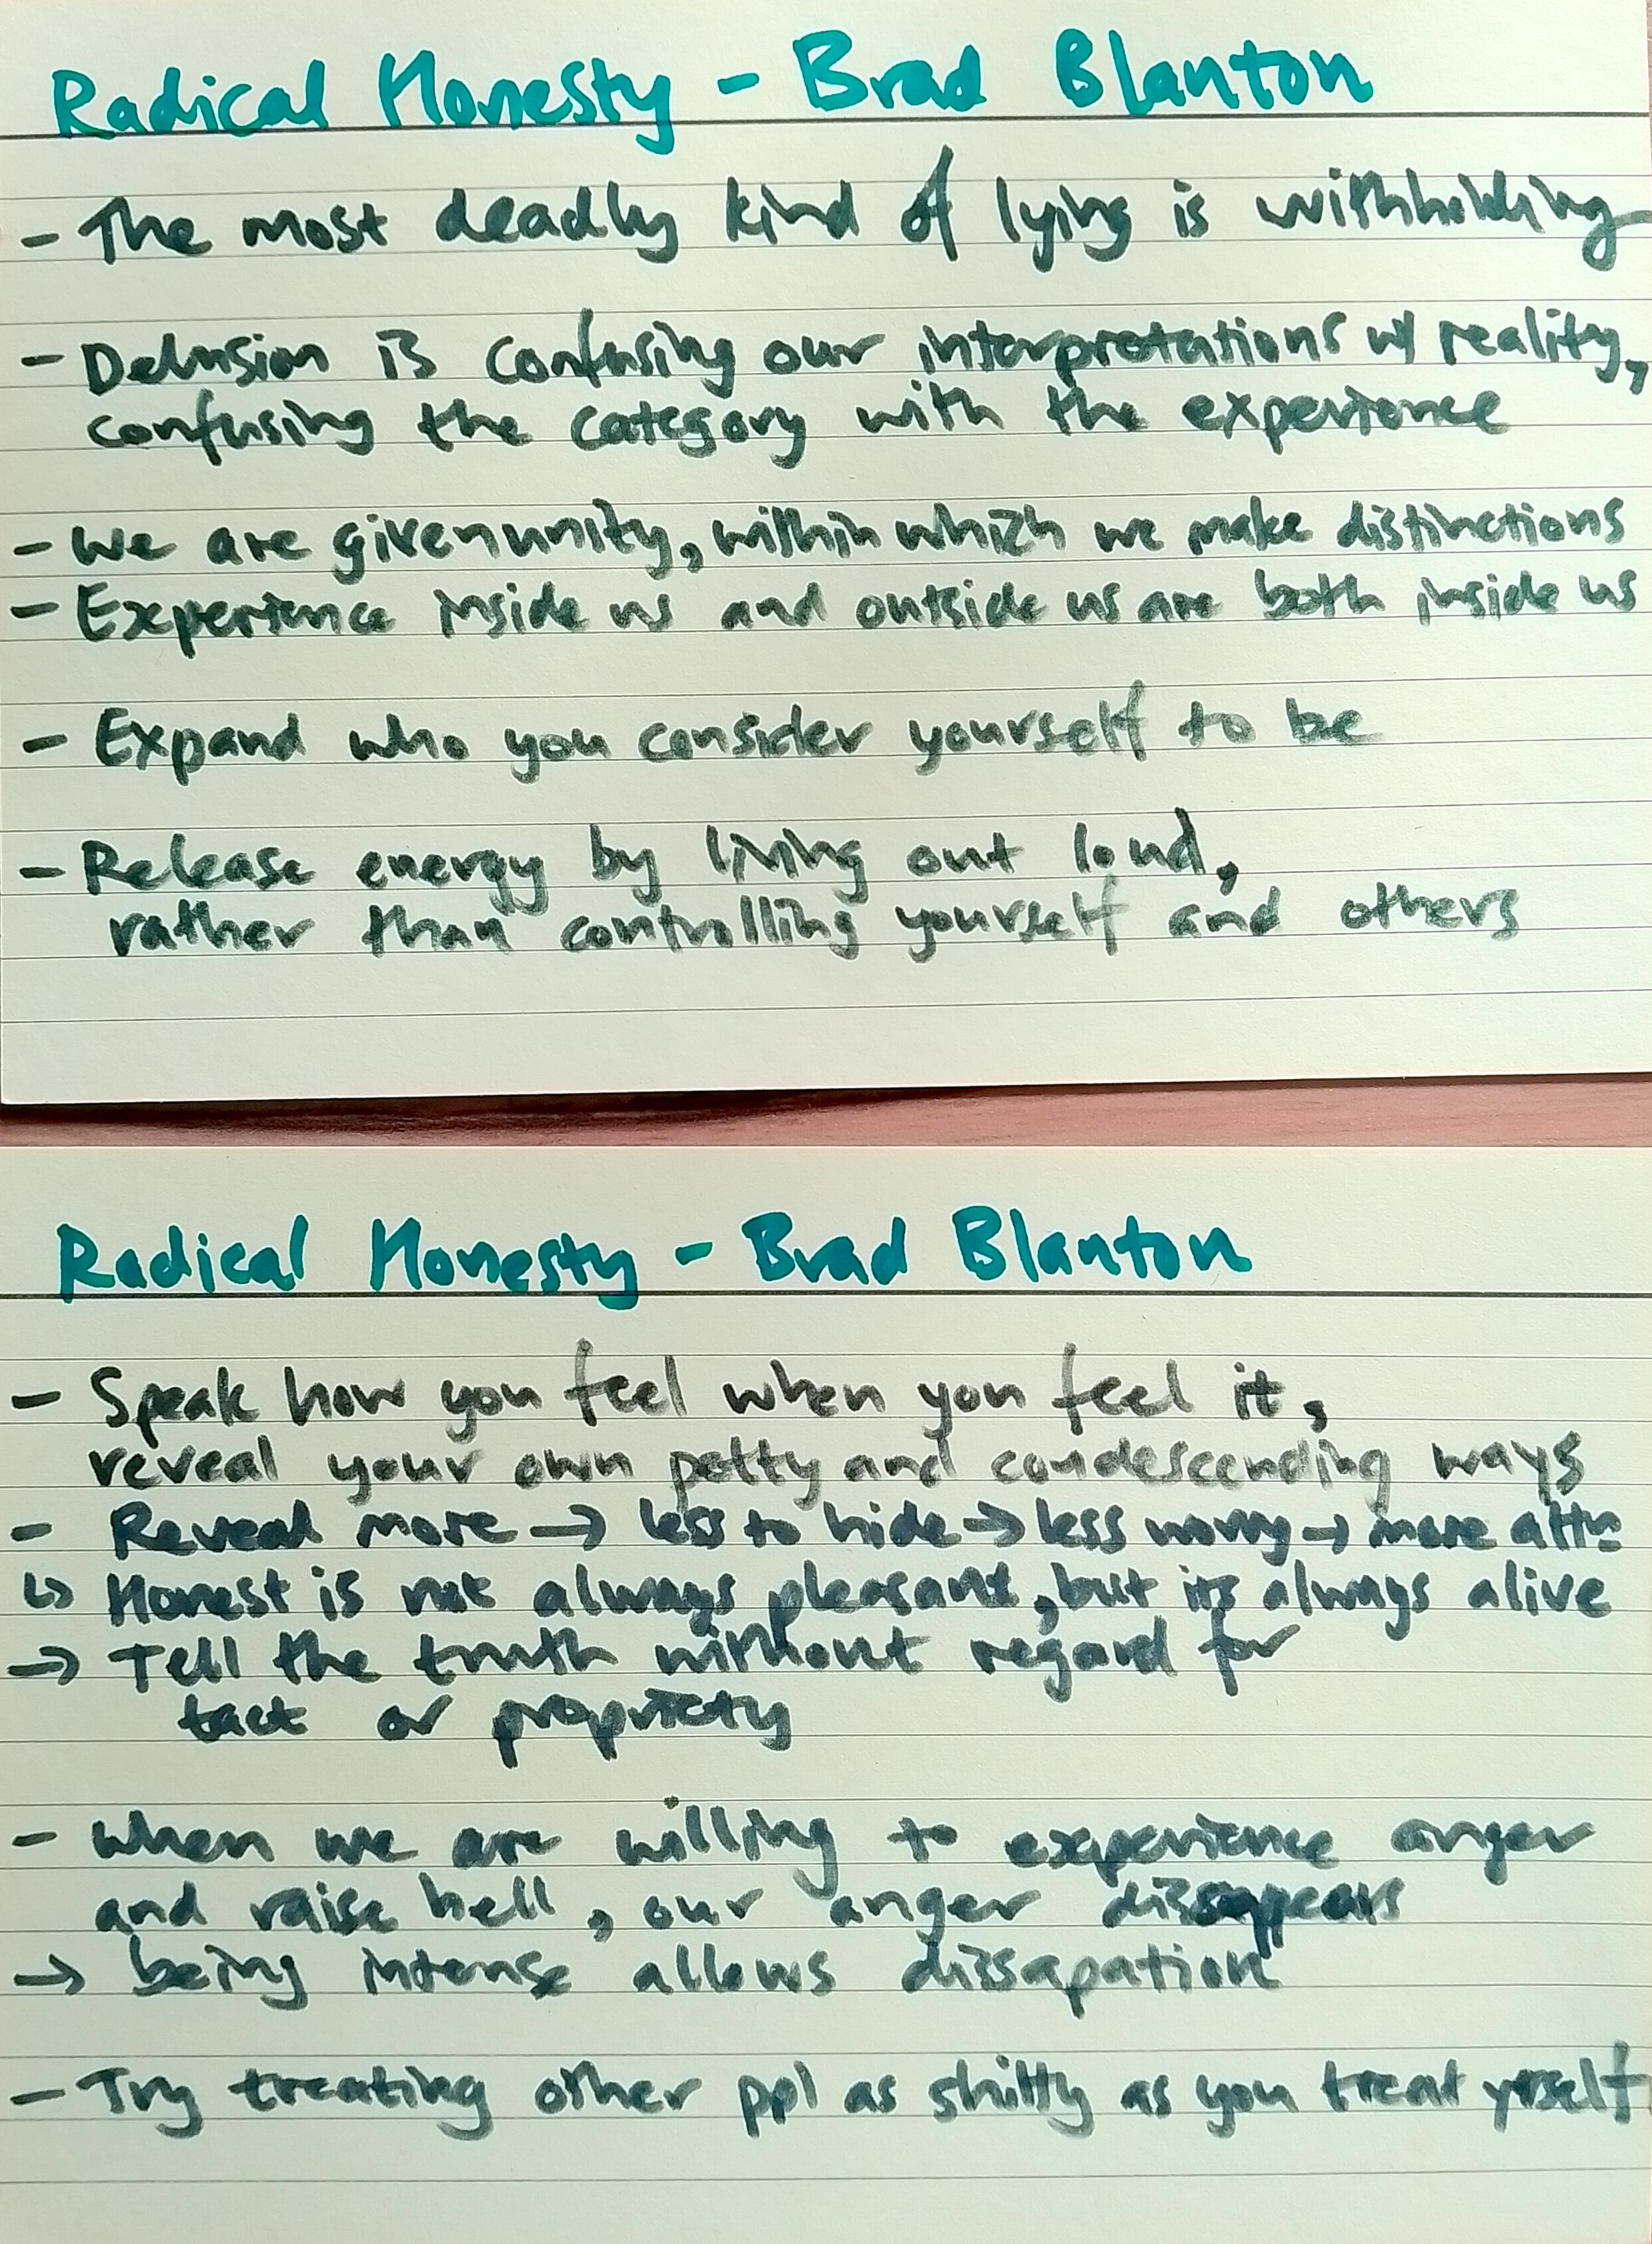 Radical Honesty - Brad Blanton
- The most deadly kind of lying is withholding
- Delusion is confusing our interpretations w/ reality,
confusing the category with the experience
- We are given unity, within which we make distinctions
- Experience inside us and outside us are both inside us
- Expand who you consider yourself to be
- Release energy by living out loud,
rather than controlling yourself and others
Radical Honesty - Brad Blanton
- Speak how you feel when you feel it,
reveal your own petty and condescending ways
- Reveal more → less to hide → less worry → more
↳ Honest is not always pleasant, but its always alive
→ Tell the truth without regard for
tact or propriety
- When we are willing to experience anger
and raise hell, our anger dissappears
→ being intense allows dissapation
- Try treating other ppl as shitty as you treat yrself